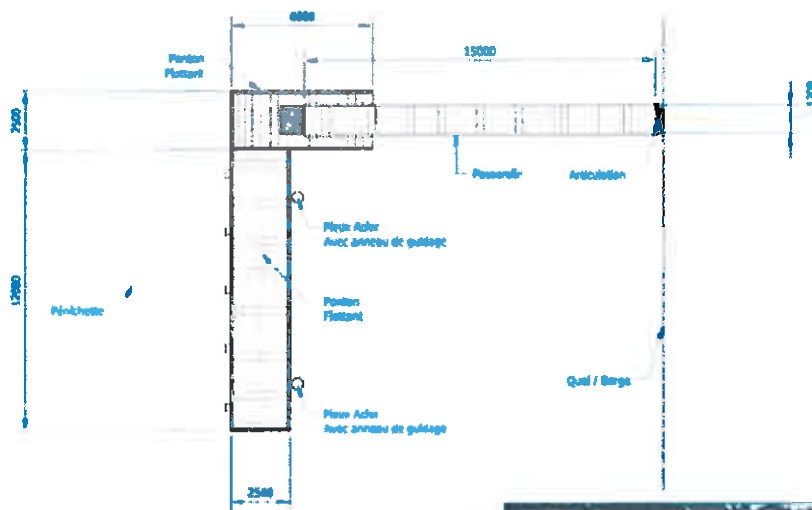 6000
15000
Ponton
Flottant
2500
Passerelle
Articulation
Pieux Acier
Avec anneau de guidage
12000
Pénichette
Ponton
Flottant
Quai / Berge
Pieux Acier
Avec anneau de guidage
2500